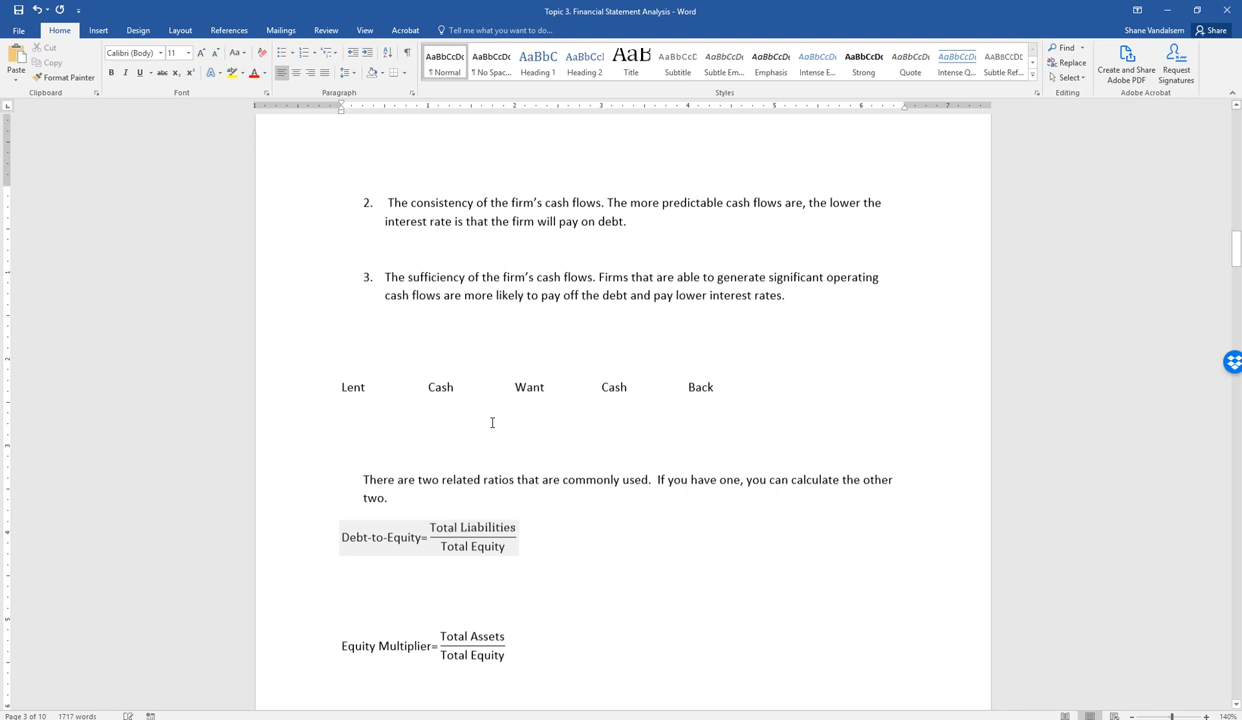 Topic 3. Financial Statement Analysis - Word
File Home Insert Design Layout References Mailings Review View Acrobat Tell me what you want to do... Shane Vandalsem Share
Paste Cut Copy Format Painter
Calibri (Body) 11
AaBbCcDc AaBbCcDc AaBbC AaBbCcl AaB AaBbCcD AaBbCcDc AaBbCcDc AaBbCcDc AaBbCcDc AaBbCcDc AaBbCcDc AaBbCcDc
¶ Normal ¶ No Spac... Heading 1 Heading 2 Title Subtitle Subtle Em... Emphasis Intense E... Strong Quote Intense Q... Subtle Ref...
Find Replace Select
Create and Share Adobe PDF Request Signatures
Clipboard Font Paragraph Styles Editing Adobe Acrobat
1 1 2 3 4 5 6 7
2. The consistency of the firm's cash flows. The more predictable cash flows are, the lower the
interest rate is that the firm will pay on debt.
3. The sufficiency of the firm's cash flows. Firms that are able to generate significant operating
cash flows are more likely to pay off the debt and pay lower interest rates.
Lent Cash Want Cash Back
There are two related ratios that are commonly used. If you have one, you can calculate the other
two.
Debt-to-Equity= Total Liabilities
Total Equity
Equity Multiplier= Total Assets
Total Equity
Page 3 of 10 1717 words 140%